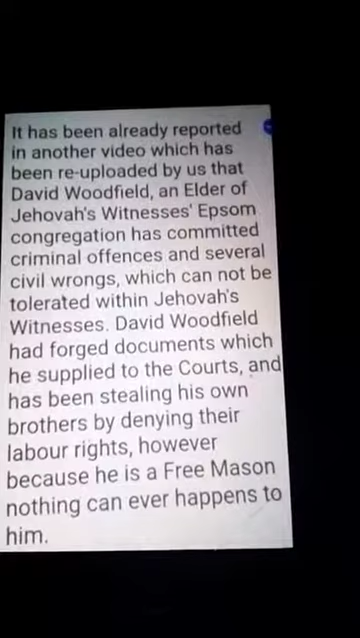 It has been already reported
in another video which has
been re-uploaded by us that
David Woodfield, an Elder of
Jehovah's Witnesses' Epsom
congregation has committed
criminal offences and several
civil wrongs, which can not be
tolerated within Jehovah's
Witnesses. David Woodfield
had forged documents which
he supplied to the Courts, and
has been stealing his own
brothers by denying their
labour rights, however
because he is a Free Mason
nothing can ever happens to
him.